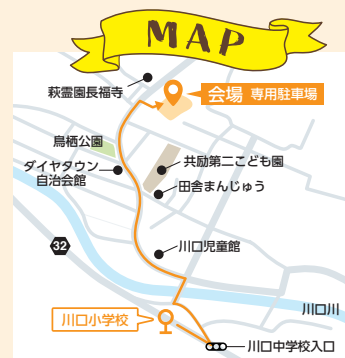 MAP
萩霊園長福寺
会場 専用駐車場
鳥栖公園
ダイヤタウン
自治会館
共励第二こども園
田舎まんじゅう
川口児童館
32
川口川
川口小学校
川口中学校入口